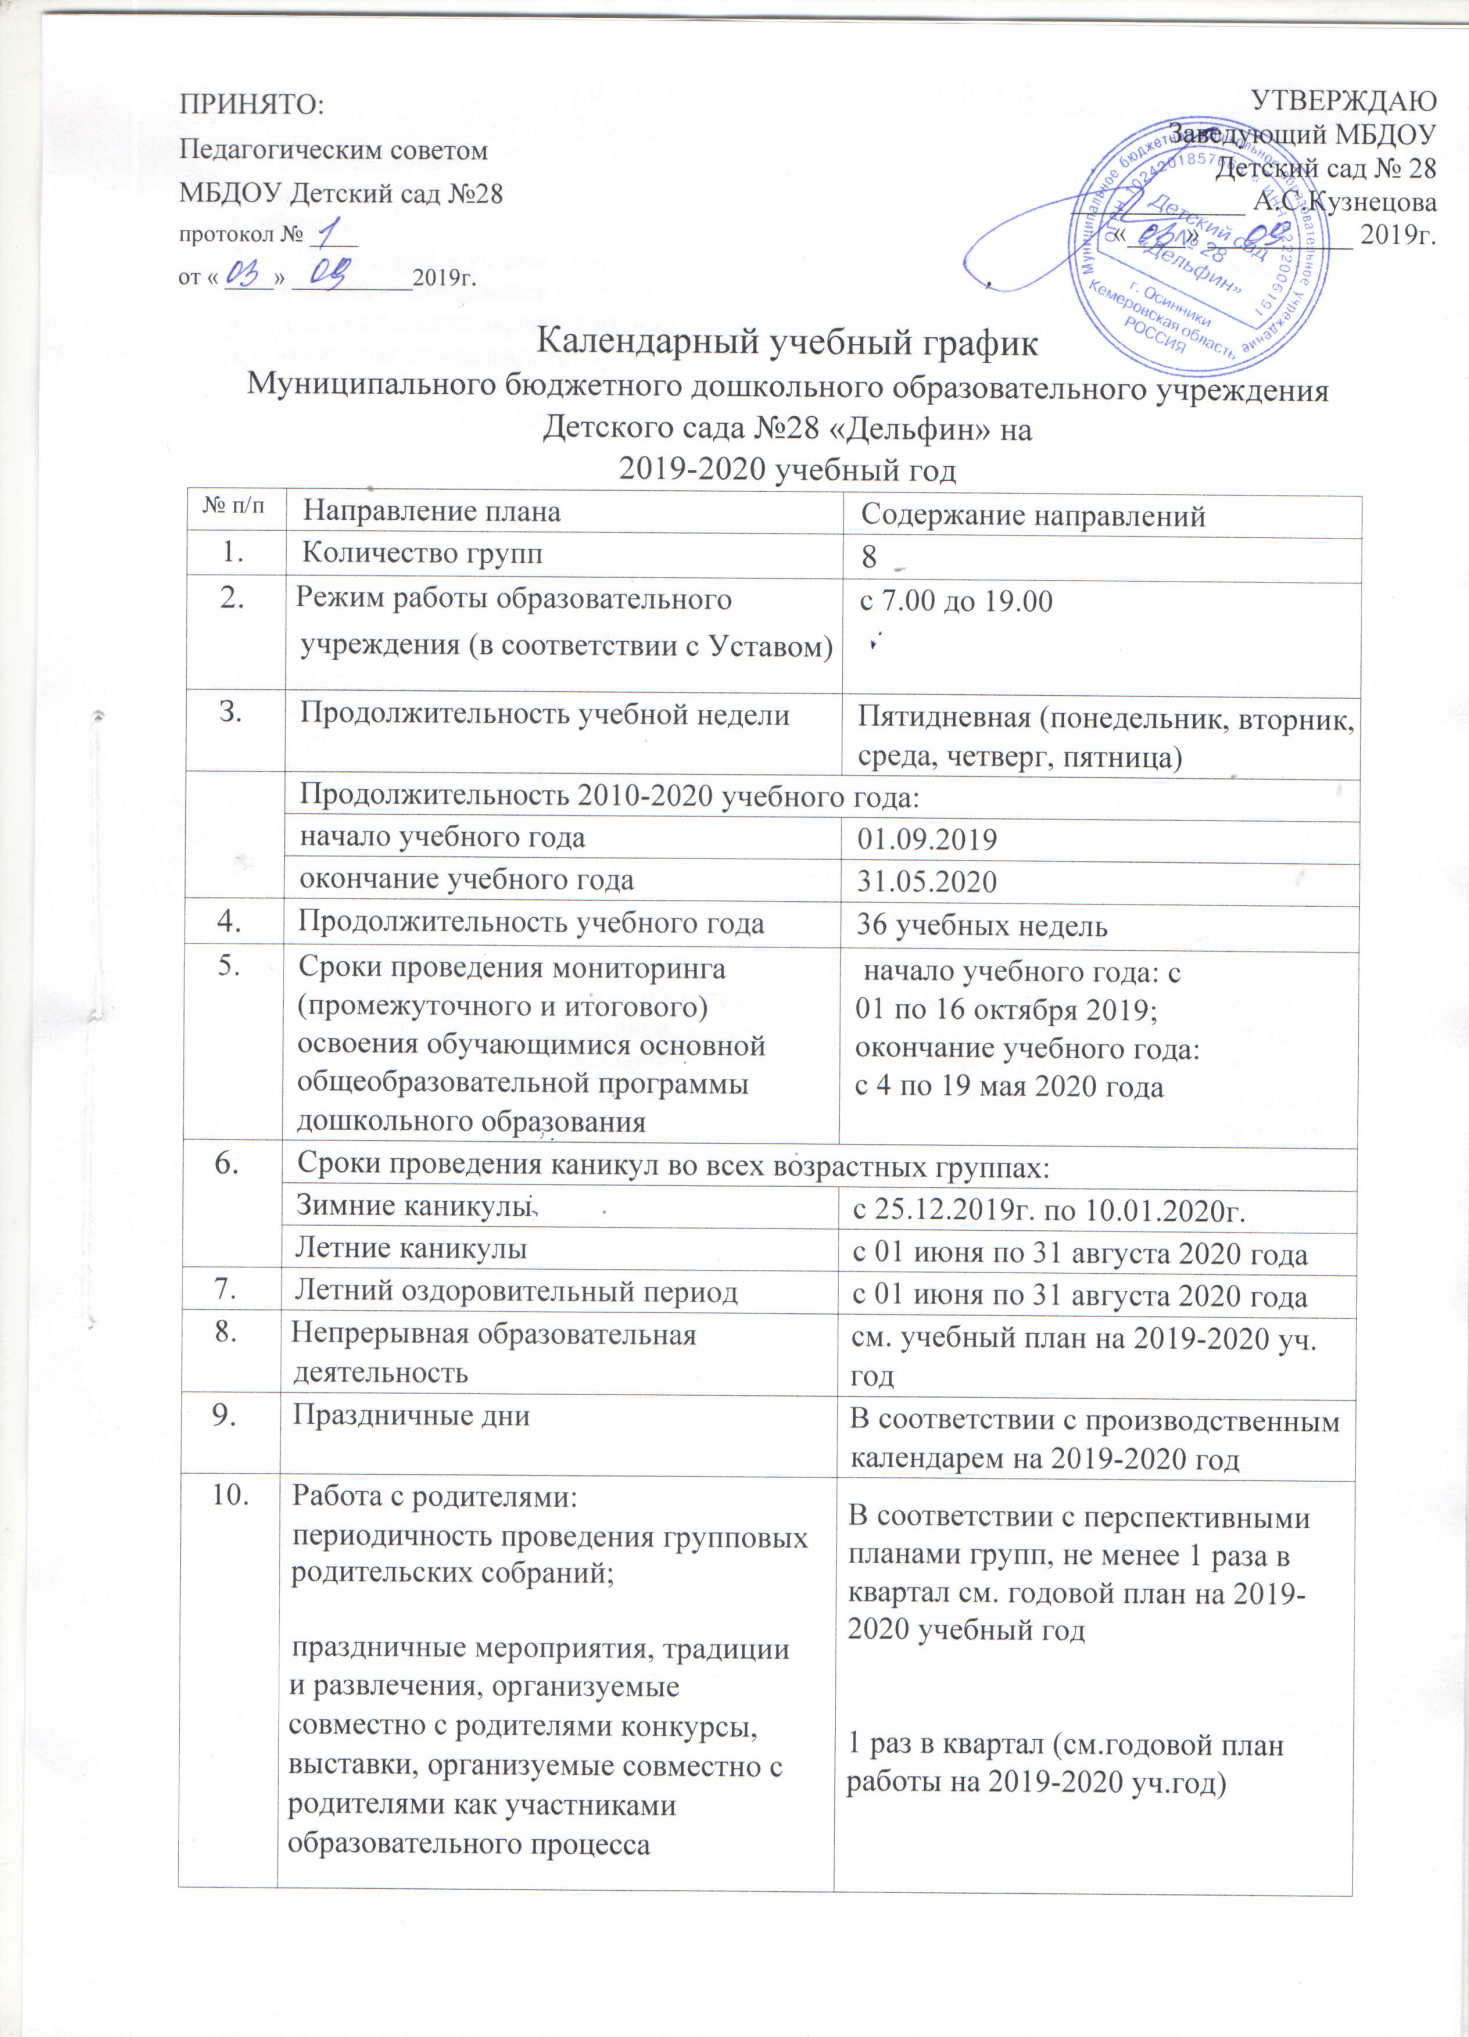 ПРИНЯТО:
Педагогическим советом
МБДОУ Детский сад №28
протокол № 1
от « 03 » 09 2019г.
УТВЕРЖДАЮ
Заведующий МБДОУ
Детский сад № 28
А.С.Кузнецова
« 03 » 09 2019г.
Детский сад
№ 28
«Дельфин»
г. Осинники
Кемеровская область
РОССИЯ
Календарный учебный график
Муниципального бюджетного дошкольного образовательного учреждения
Детского сада №28 «Дельфин» на
2019-2020 учебный год
№ п/п Направление плана Содержание направлений
1. Количество групп 8
2. Режим работы образовательного с 7.00 до 19.00
учреждения (в соответствии с Уставом)
3. Продолжительность учебной недели Пятидневная (понедельник, вторник,
среда, четверг, пятница)
Продолжительность 2010-2020 учебного года:
начало учебного года 01.09.2019
окончание учебного года 31.05.2020
4. Продолжительность учебного года 36 учебных недель
5. Сроки проведения мониторинга
(промежуточного и итогового)
освоения обучающимися основной
общеобразовательной программы
дошкольного образования
начало учебного года: с
01 по 16 октября 2019;
окончание учебного года:
с 4 по 19 мая 2020 года
6. Сроки проведения каникул во всех возрастных группах:
Зимние каникулы с 25.12.2019г. по 10.01.2020г.
Летние каникулы с 01 июня по 31 августа 2020 года
7. Летний оздоровительный период с 01 июня по 31 августа 2020 года
8. Непрерывная образовательная
деятельность
см. учебный план на 2019-2020 уч.
год
9. Праздничные дни В соответствии с производственным
календарем на 2019-2020 год
10. Работа с родителями:
периодичность проведения групповых
родительских собраний;
праздничные мероприятия, традиции
и развлечения, организуемые
совместно с родителями конкурсы,
выставки, организуемые совместно с
родителями как участниками
образовательного процесса
В соответствии с перспективными
планами групп, не менее 1 раза в
квартал см. годовой план на 2019-
2020 учебный год
1 раз в квартал (см.годовой план
работы на 2019-2020 уч.год)